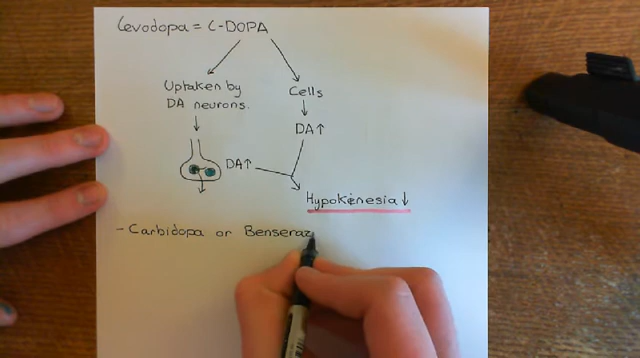 Levodopa = L-DOPA
Uptaken by
DA neurons.
Cells
DA↑
DA↑
Hypokinesia↓
- Carbidopa or Benseraz